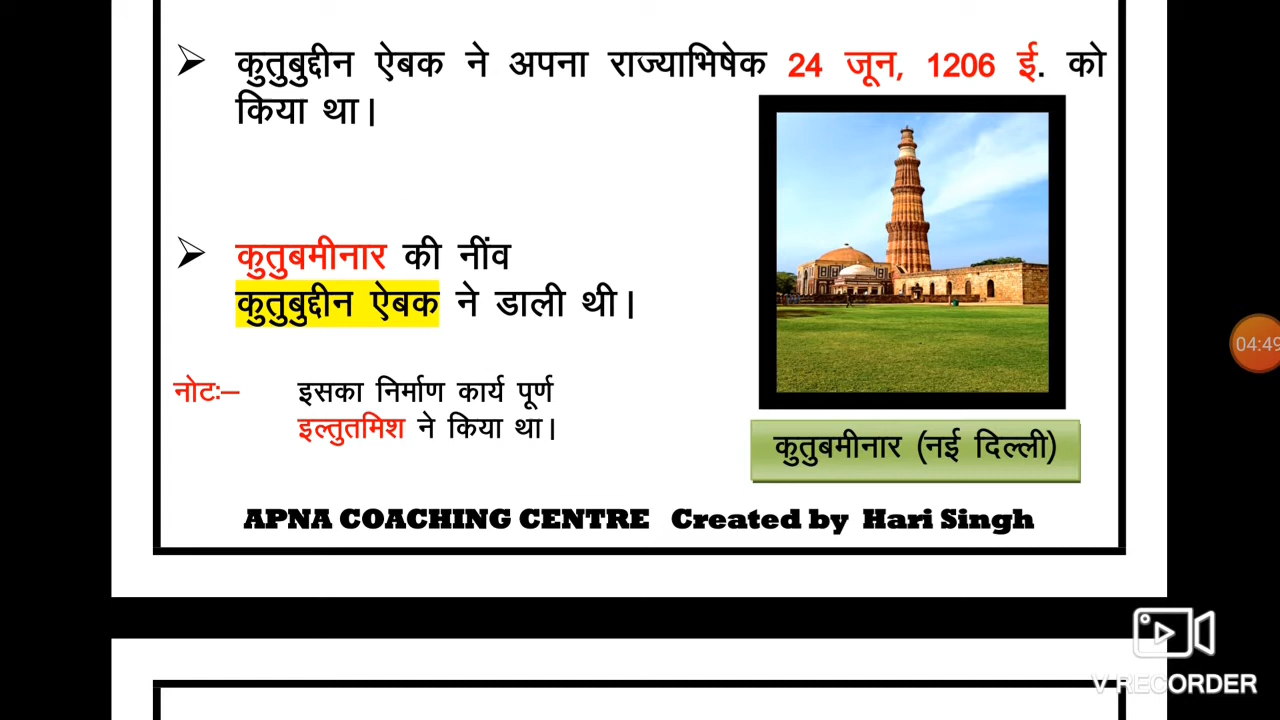 ➢ कुतुबुद्दीन ऐबक ने अपना राज्याभिषेक 24 जून, 1206 ई. को
किया था।
➢ कुतुबमीनार की नींव
कुतुबुद्दीन ऐबक ने डाली थी।
नोटः– इसका निर्माण कार्य पूर्ण
इल्तुतमिश ने किया था।
कुतुबमीनार (नई दिल्ली)
APNA COACHING CENTRE Created by Hari Singh
04:49
V RECORDER